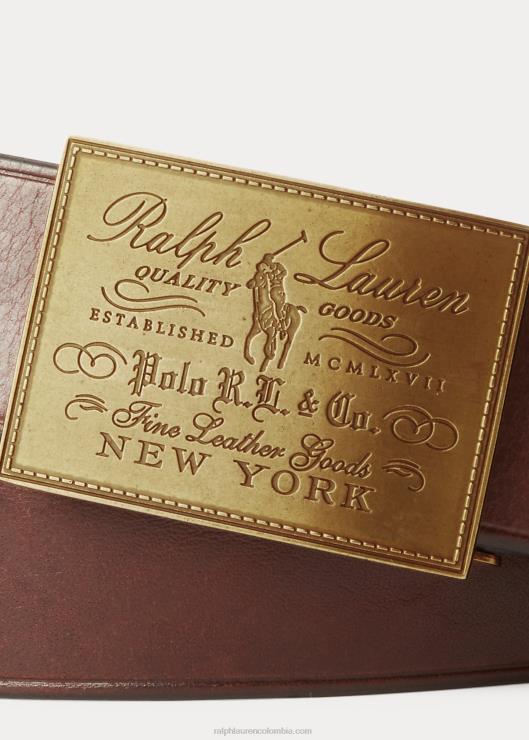 Ralph Lauren
QUALITY GOODS
ESTABLISHED MCMLXVII
Polo R.L. & Co.
Fine Leather Goods
NEW YORK
ralphlaurencolombia.com